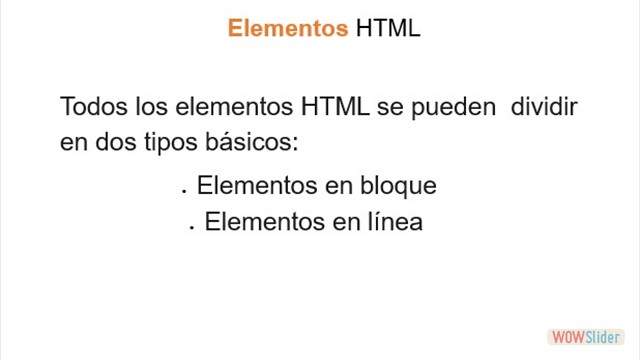 Elementos HTML
Todos los elementos HTML se pueden dividir
en dos tipos básicos:
. Elementos en bloque
. Elementos en línea
WOWSlider